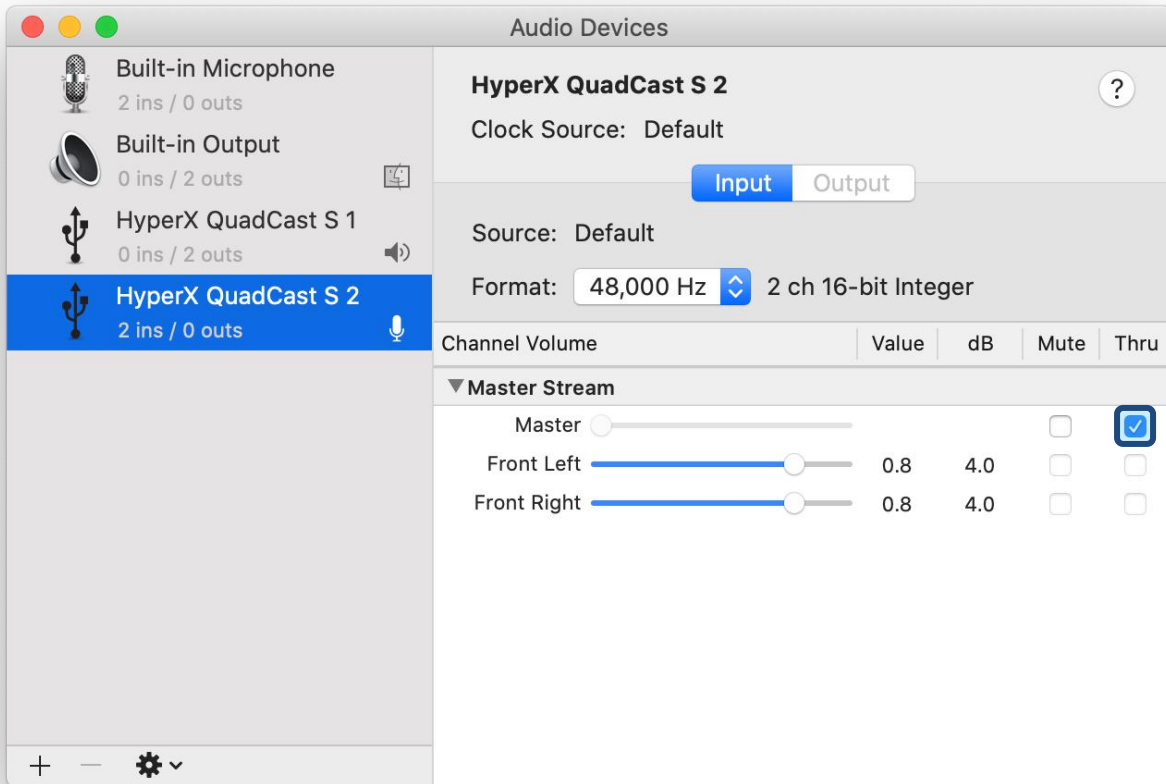 Audio Devices
Built-in Microphone
2 ins / 0 outs
Built-in Output
0 ins / 2 outs
HyperX QuadCast S 1
0 ins / 2 outs
HyperX QuadCast S 2
2 ins / 0 outs
HyperX QuadCast S 2
?
Clock Source: Default
Input Output
Source: Default
Format: 48,000 Hz 2 ch 16-bit Integer
Channel Volume Value dB Mute Thru
Master Stream
Master
Front Left 0.8 4.0
Front Right 0.8 4.0